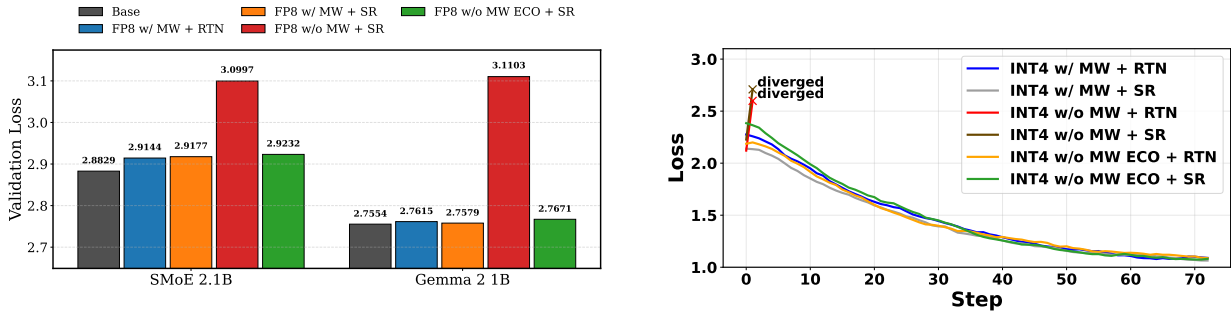 Base
FP8 w/ MW + RTN
FP8 w/ MW + SR
FP8 w/o MW + SR
FP8 w/o MW ECO + SR
Validation Loss
3.1
3.0
2.9
2.8
2.7
2.8829
2.9144
2.9177
3.0997
2.9232
2.7554
2.7615
2.7579
3.1103
2.7671
SMoE 2.1B
Gemma 2 1B
Loss
3.0
2.5
2.0
1.5
1.0
diverged
diverged
INT4 w/ MW + RTN
INT4 w/ MW + SR
INT4 w/o MW + RTN
INT4 w/o MW + SR
INT4 w/o MW ECO + RTN
INT4 w/o MW ECO + SR
0 10 20 30 40 50 60 70
Step